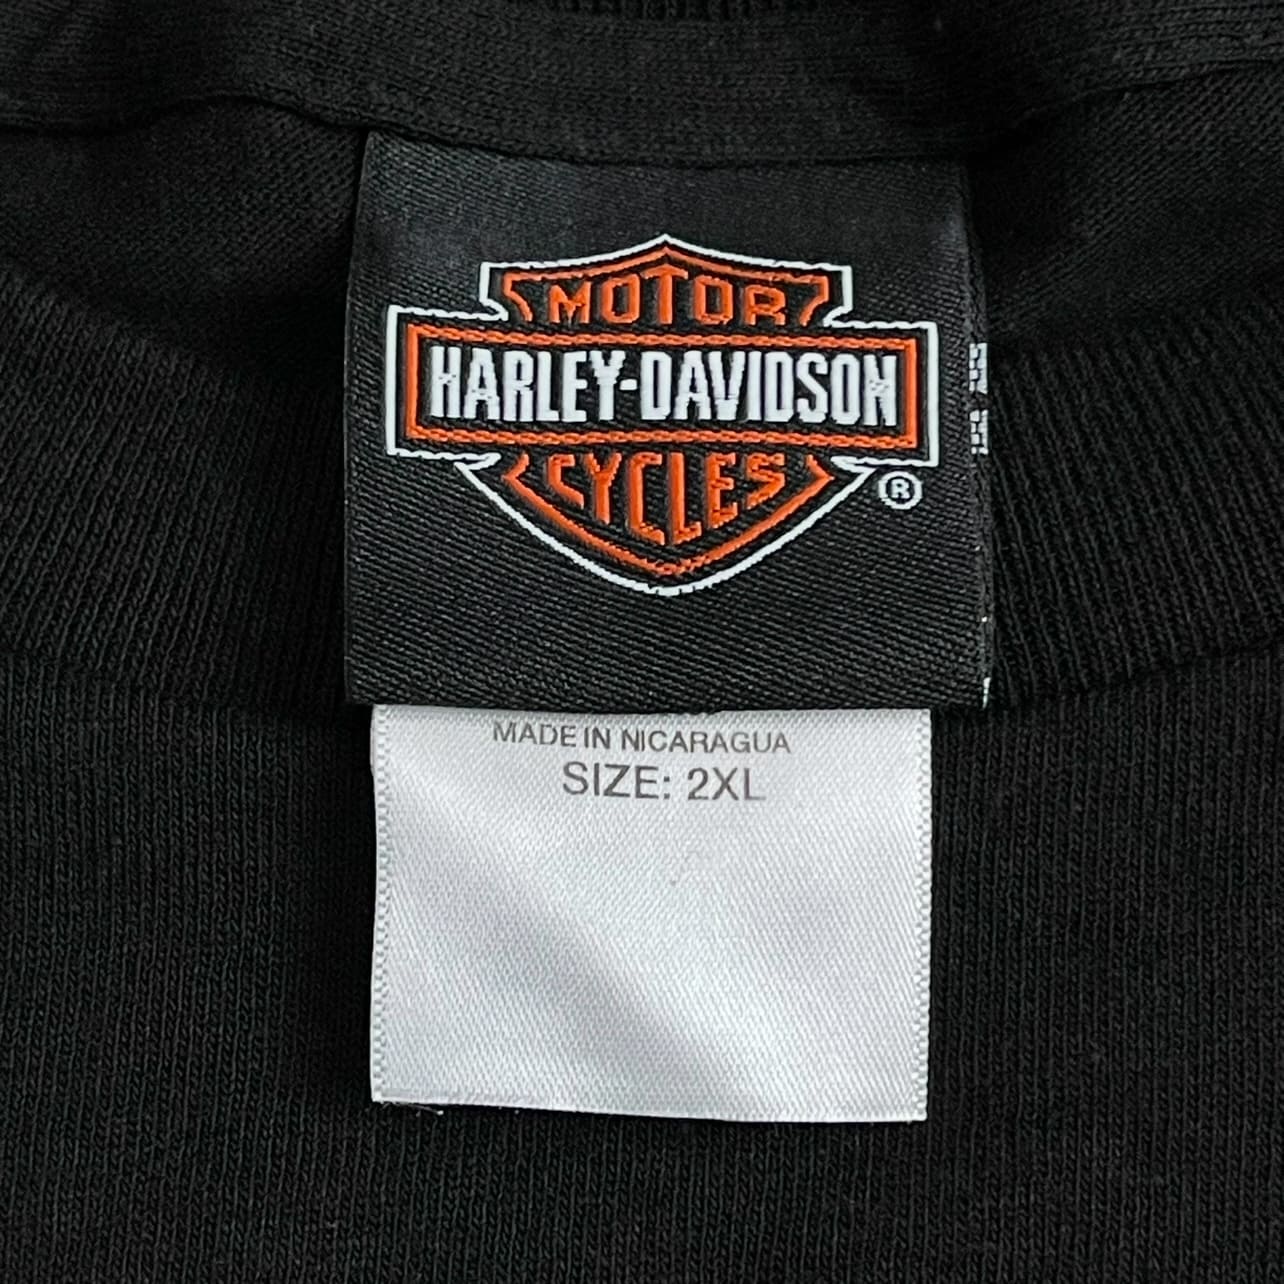 MOTOR
HARLEY-DAVIDSON
CYCLES
®
MADE IN NICARAGUA
SIZE: 2XL